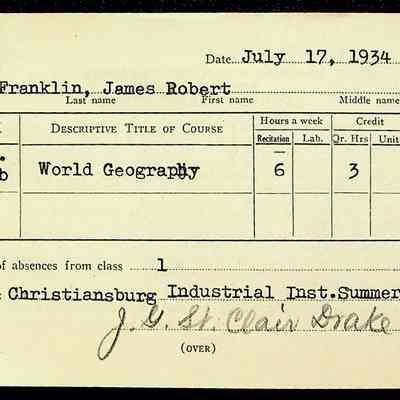 Date July 17, 1934
Franklin, James Robert
Last name First name Middle name
Descriptive Title of Course Hours a week Credit
Recitation Lab. Qr. Hrs Unit
b World Geography 6 3
of absences from class 1
Christiansburg Industrial Inst. Summer
J. G. St. Clair Drake
(OVER)